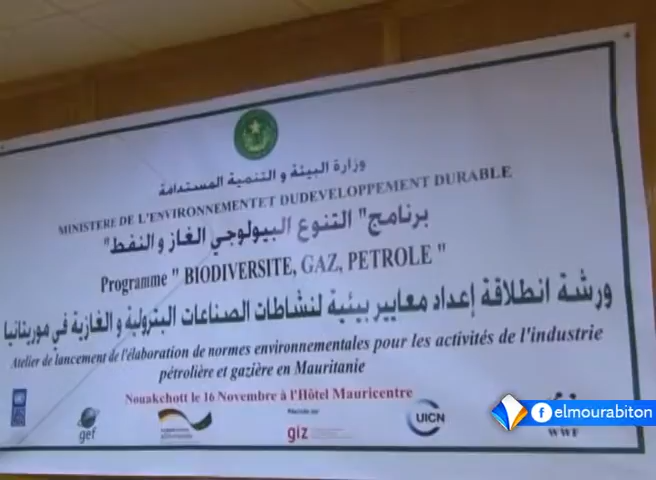 وزارة البيئة و التنمية المستدامة
MINISTERE DE L'ENVIRONNEMENTET DUDEVELOPPEMENT DURABLE
برنامج" التنوع البيولوجي الغاز و النفط"
Programme " BIODIVERSITE, GAZ, PETROLE "
ورشة انطلاقة إعداد معايير بيئية لنشاطات الصناعات البترولية و الغازية في موريتانيا
Atelier de lancement de l'élaboration de normes environnementales pour les activités de l'industrie
pétrolière et gazière en Mauritanie
Nouakchott le 16 Novembre à l'Hôtel Mauricentre
gef
giz
UICN
WWF
elmourabiton